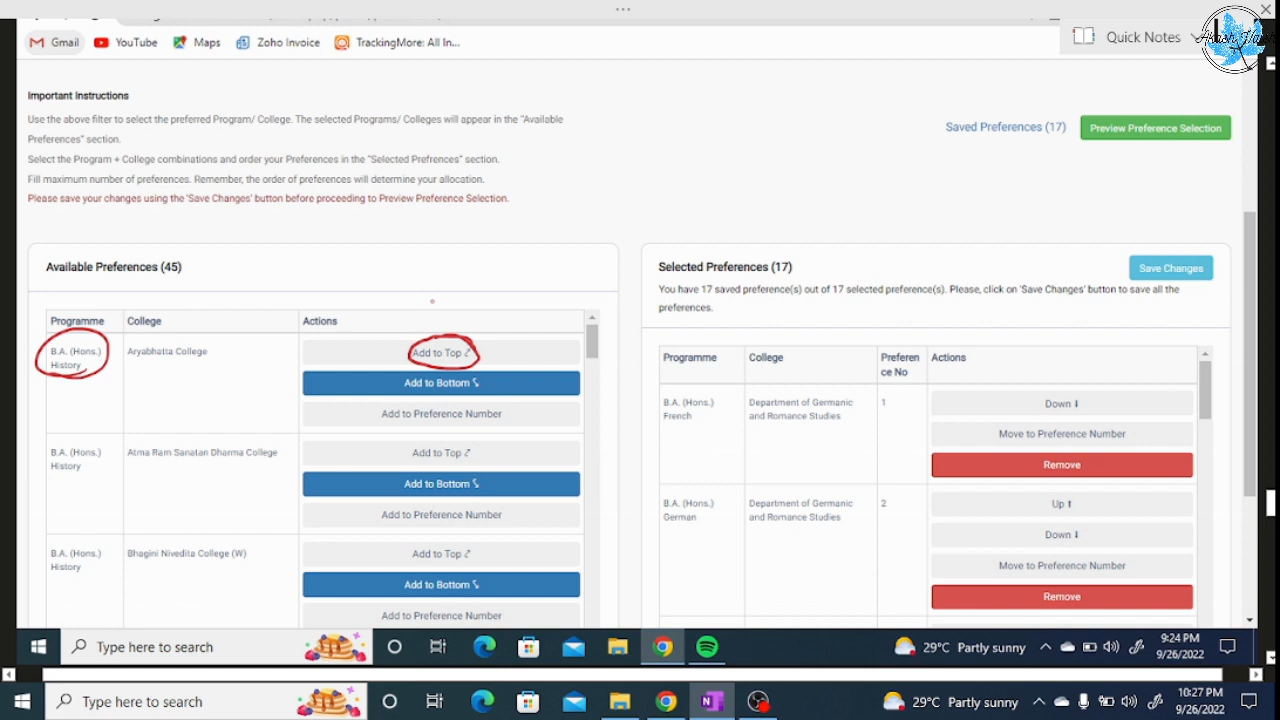 Gmail YouTube Maps Zoho Invoice TrackingMore: All In...
Quick Notes
Important Instructions
Use the above filter to select the preferred Program/ College. The selected Programs/ Colleges will appear in the "Available
Preferences" section.
Select the Program + College combinations and order your Preferences in the "Selected Prefrences" section.
Fill maximum number of preferences. Remember, the order of preferences will determine your allocation.
Please save your changes using the 'Save Changes' button before proceeding to Preview Preference Selection.
Saved Preferences (17) Preview Preference Selection
Available Preferences (45)
Programme College Actions
B.A. (Hons.) Aryabhatta College Add to Top
History
Add to Bottom
Add to Preference Number
B.A. (Hons.) Atma Ram Sanatan Dharma College Add to Top
History
Add to Bottom
Add to Preference Number
B.A. (Hons.) Bhagini Nivedita College (W) Add to Top
History
Add to Bottom
Add to Preference Number
Selected Preferences (17) Save Changes
You have 17 saved preference(s) out of 17 selected preference(s). Please, click on 'Save Changes' button to save all the
preferences.
Programme College Preferen Actions
ce No
B.A. (Hons.) Department of Germanic 1 Down
French and Romance Studies
Move to Preference Number
Remove
B.A. (Hons.) Department of Germanic 2 Up
German and Romance Studies
Down
Move to Preference Number
Remove
Type here to search 29°C Partly sunny 9:24 PM
9/26/2022
Type here to search 29°C Partly sunny 10:27 PM
9/26/2022